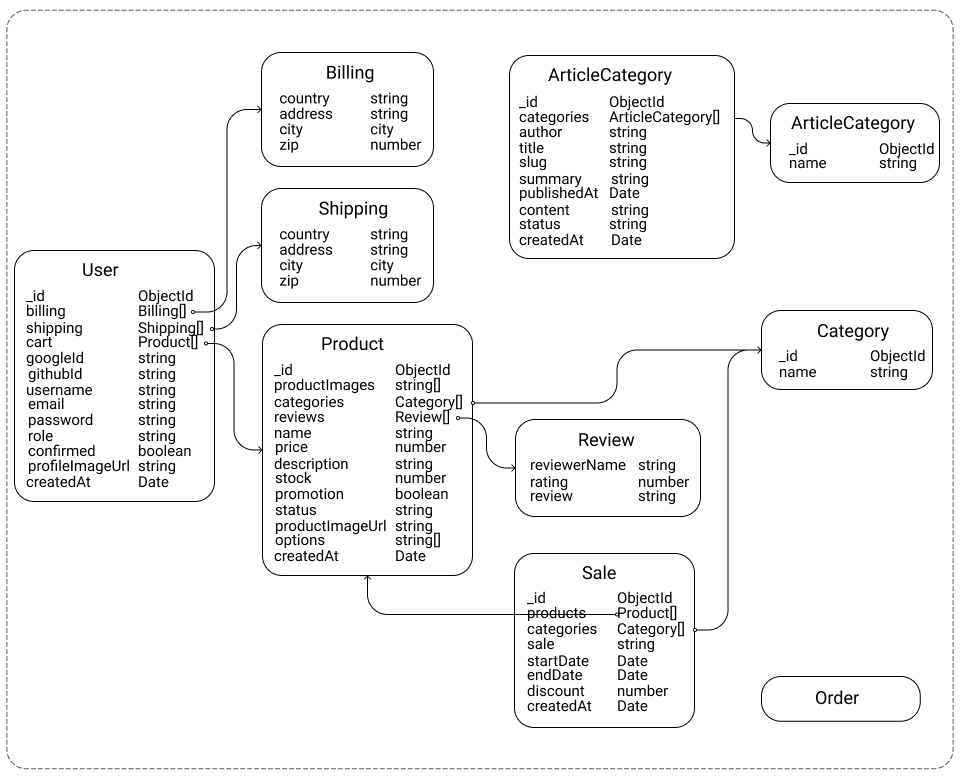 Billing
country string
address string
city city
zip number
ArticleCategory
_id ObjectId
categories ArticleCategory[]
author string
title string
slug string
summary string
publishedAt Date
content string
status string
createdAt Date
ArticleCategory
_id ObjectId
name string
Shipping
country string
address string
city city
zip number
User
_id ObjectId
billing Billing[]
shipping Shipping[]
cart Product[]
googleId string
githubId string
username string
email string
password string
role string
confirmed boolean
profileImageUrl string
createdAt Date
Product
_id ObjectId
productImages string[]
categories Category[]
reviews Review[]
name string
price number
description string
stock number
promotion boolean
status string
productImageUrl string
options string[]
createdAt Date
Category
_id ObjectId
name string
Review
reviewerName string
rating number
review string
Sale
_id ObjectId
products Product[]
categories Category[]
sale string
startDate Date
endDate Date
discount number
createdAt Date
Order